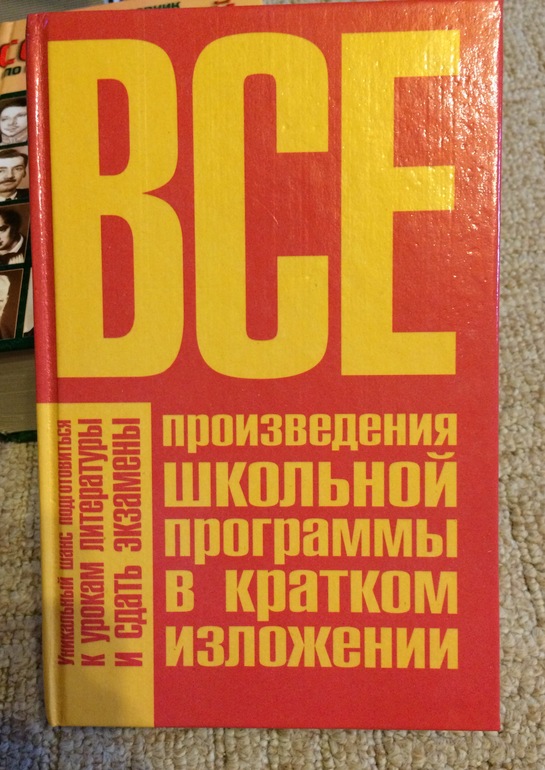 ВСЕ
произведения
школьной
программы
в кратком
изложении
Уникальный шанс подготовиться
к урокам литературы
и сдать экзамены